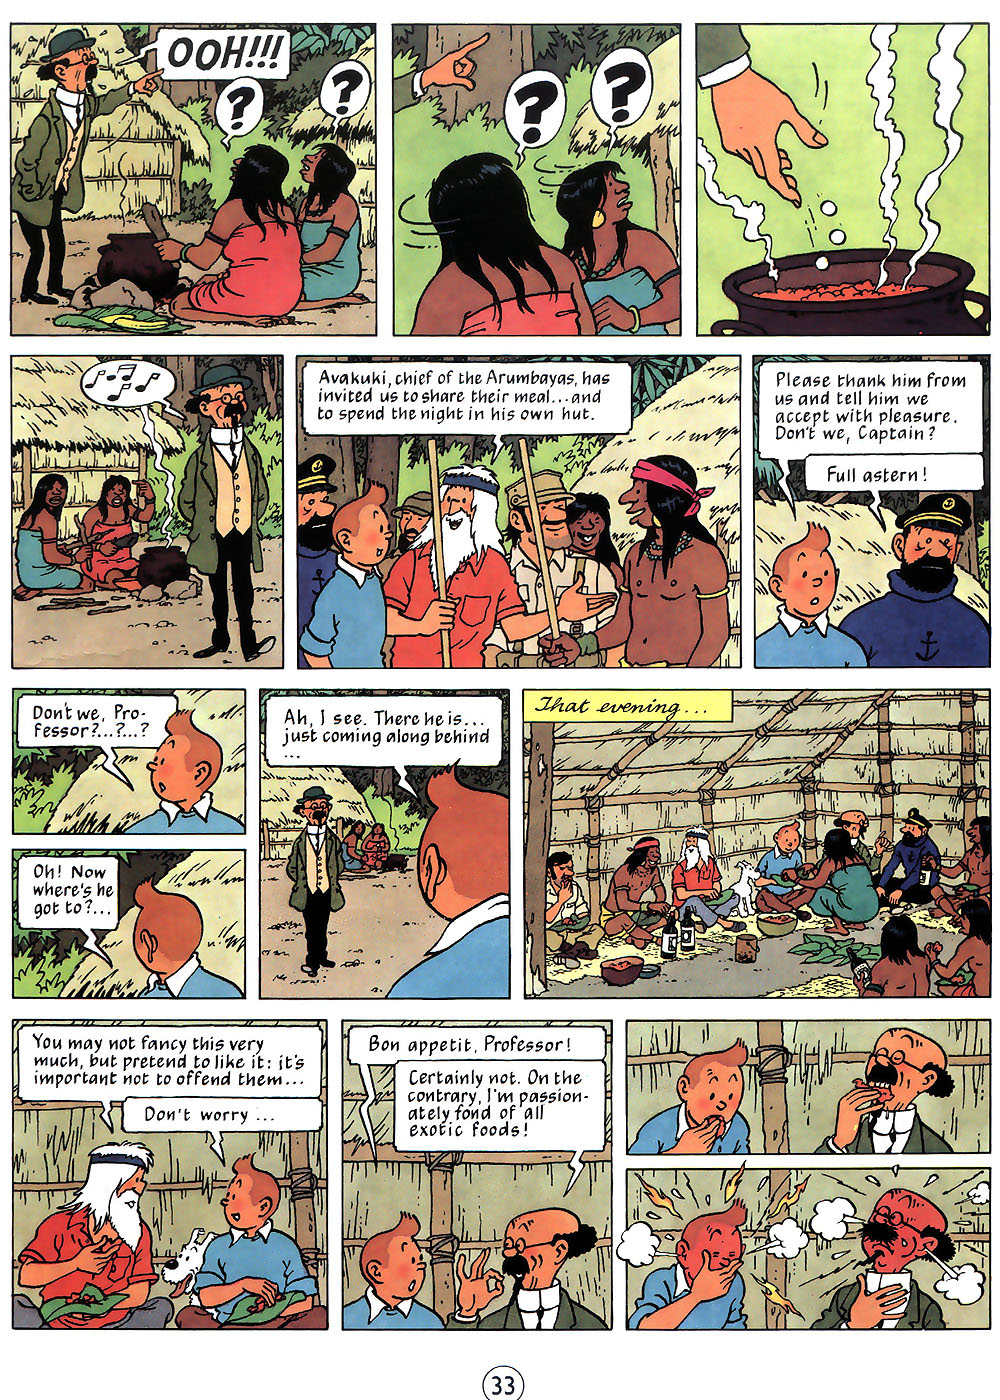 OOH!!!
?
?
?
?
Avakuki, chief of the Arumbayas, has
invited us to share their meal...and
to spend the night in his own hut.
Please thank him from
us and tell him we
accept with pleasure.
Don't we, Captain?
Full astern!
Don't we, Pro-
fessor?...?...?
Oh! Now
where's he
got to?...
Ah, I see. There he is...
just coming along behind
...
That evening...
You may not fancy this very
much, but pretend to like it: it's
important not to offend them...
Don't worry ...
Bon appetit, Professor!
Certainly not. On the
contrary, I'm passion-
ately fond of all
exotic foods!
33